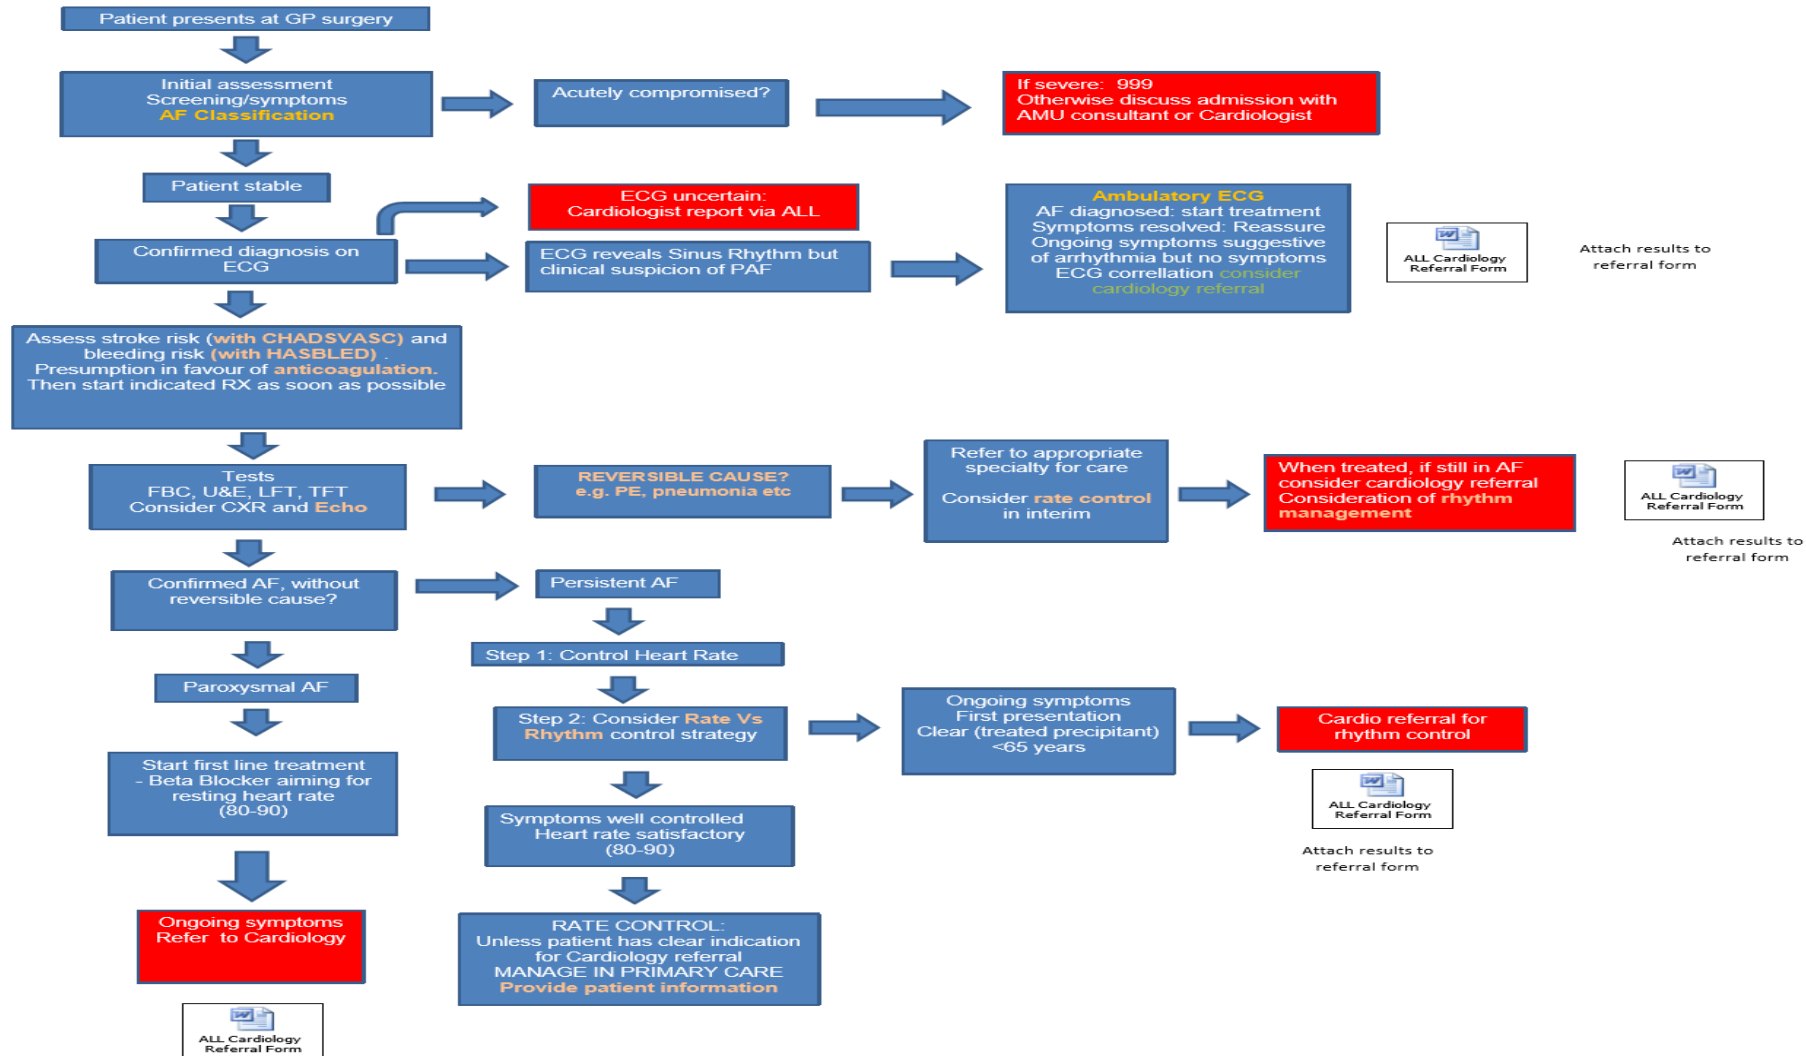 Patient presents at GP surgery
Initial assessment
Screening/symptoms
AF Classification
Acutely compromised?
If severe:  999
Otherwise discuss admission with
AMU consultant or Cardiologist
Patient stable
ECG uncertain:
Cardiologist report via ALL
Ambulatory ECG
AF diagnosed: start treatment
Symptoms resolved: Reassure
Ongoing symptoms suggestive
of arrhythmia but no symptoms
ECG correllation consider
cardiology referral
ALL Cardiology
Referral Form
Attach results to
referral form
Confirmed diagnosis on
ECG
ECG reveals Sinus Rhythm but
clinical suspicion of PAF
Assess stroke risk (with CHADSVASC) and
bleeding risk (with HASBLED) .
Presumption in favour of anticoagulation.
Then start indicated RX as soon as possible
Tests
FBC, U&E, LFT, TFT
Consider CXR and Echo
REVERSIBLE CAUSE?
e.g. PE, pneumonia etc
Refer to appropriate
specialty for care
Consider rate control
in interim
When treated, if still in AF
consider cardiology referral
Consideration of rhythm
management
ALL Cardiology
Referral Form
Attach results to
referral form
Confirmed AF, without
reversible cause?
Persistent AF
Step 1: Control Heart Rate
Paroxysmal AF
Step 2: Consider Rate Vs
Rhythm control strategy
Ongoing symptoms
First presentation
Clear (treated precipitant)
<65 years
Cardio referral for
rhythm control
ALL Cardiology
Referral Form
Attach results to
referral form
Start first line treatment
- Beta Blocker aiming for
resting heart rate
(80-90)
Symptoms well controlled
Heart rate satisfactory
(80-90)
Ongoing symptoms
Refer  to Cardiology
RATE CONTROL:
Unless patient has clear indication
for Cardiology referral
MANAGE IN PRIMARY CARE
Provide patient information
ALL Cardiology
Referral Form